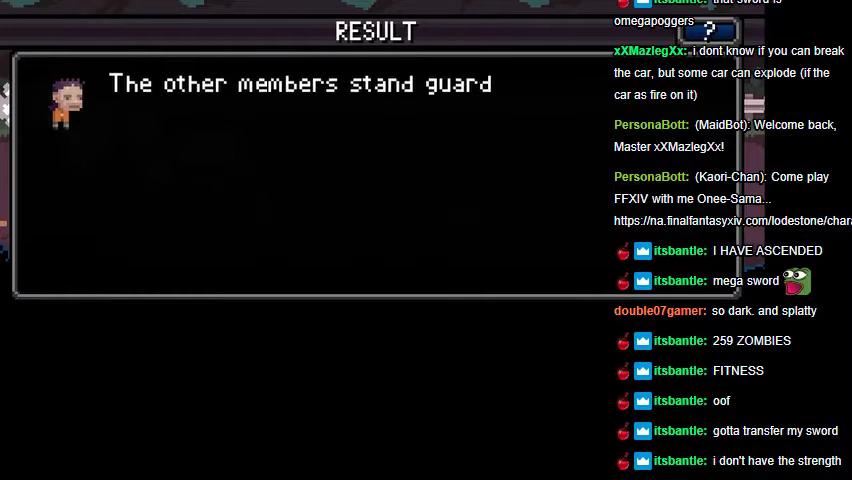 RESULT
?
The other members stand guard
that sword is
omegapoggers
xXMazlegXx: i dont know if you can break
the car, but some car can explode (if the
car as fire on it)
PersonaBott: (MaidBot): Welcome back,
Master xXMazlegXx!
PersonaBott: (Kaori-Chan): Come play
FFXIV with me Onee-Sama...
https://na.finalfantasyxiv.com/lodestone/chara
itsbantle: I HAVE ASCENDED
itsbantle: mega sword
double07gamer: so dark. and splatty
itsbantle: 259 ZOMBIES
itsbantle: FITNESS
itsbantle: oof
itsbantle: gotta transfer my sword
itsbantle: i don't have the strength